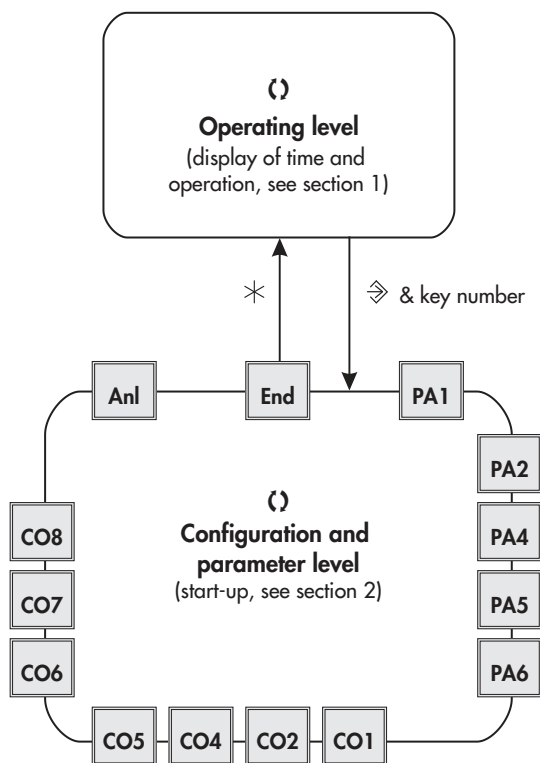 Operating level
(display of time and
operation, see section 1)
& key number
Anl
End
PA1
PA2
PA4
PA5
PA6
CO8
CO7
CO6
Configuration and
parameter level
(start-up, see section 2)
CO5
CO4
CO2
CO1